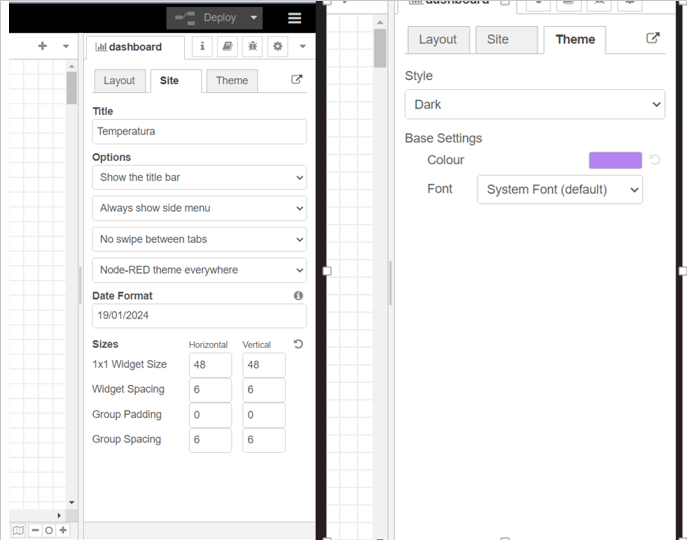 Deploy
dashboard
Layout
Site
Theme
Title
Temperatura
Options
Show the title bar
Always show side menu
No swipe between tabs
Node-RED theme everywhere
Date Format
19/01/2024
Sizes Horizontal Vertical
1x1 Widget Size 48 48
Widget Spacing 6 6
Group Padding 0 0
Group Spacing 6 6
dashboard
Layout
Site
Theme
Style
Dark
Base Settings
Colour
Font System Font (default)